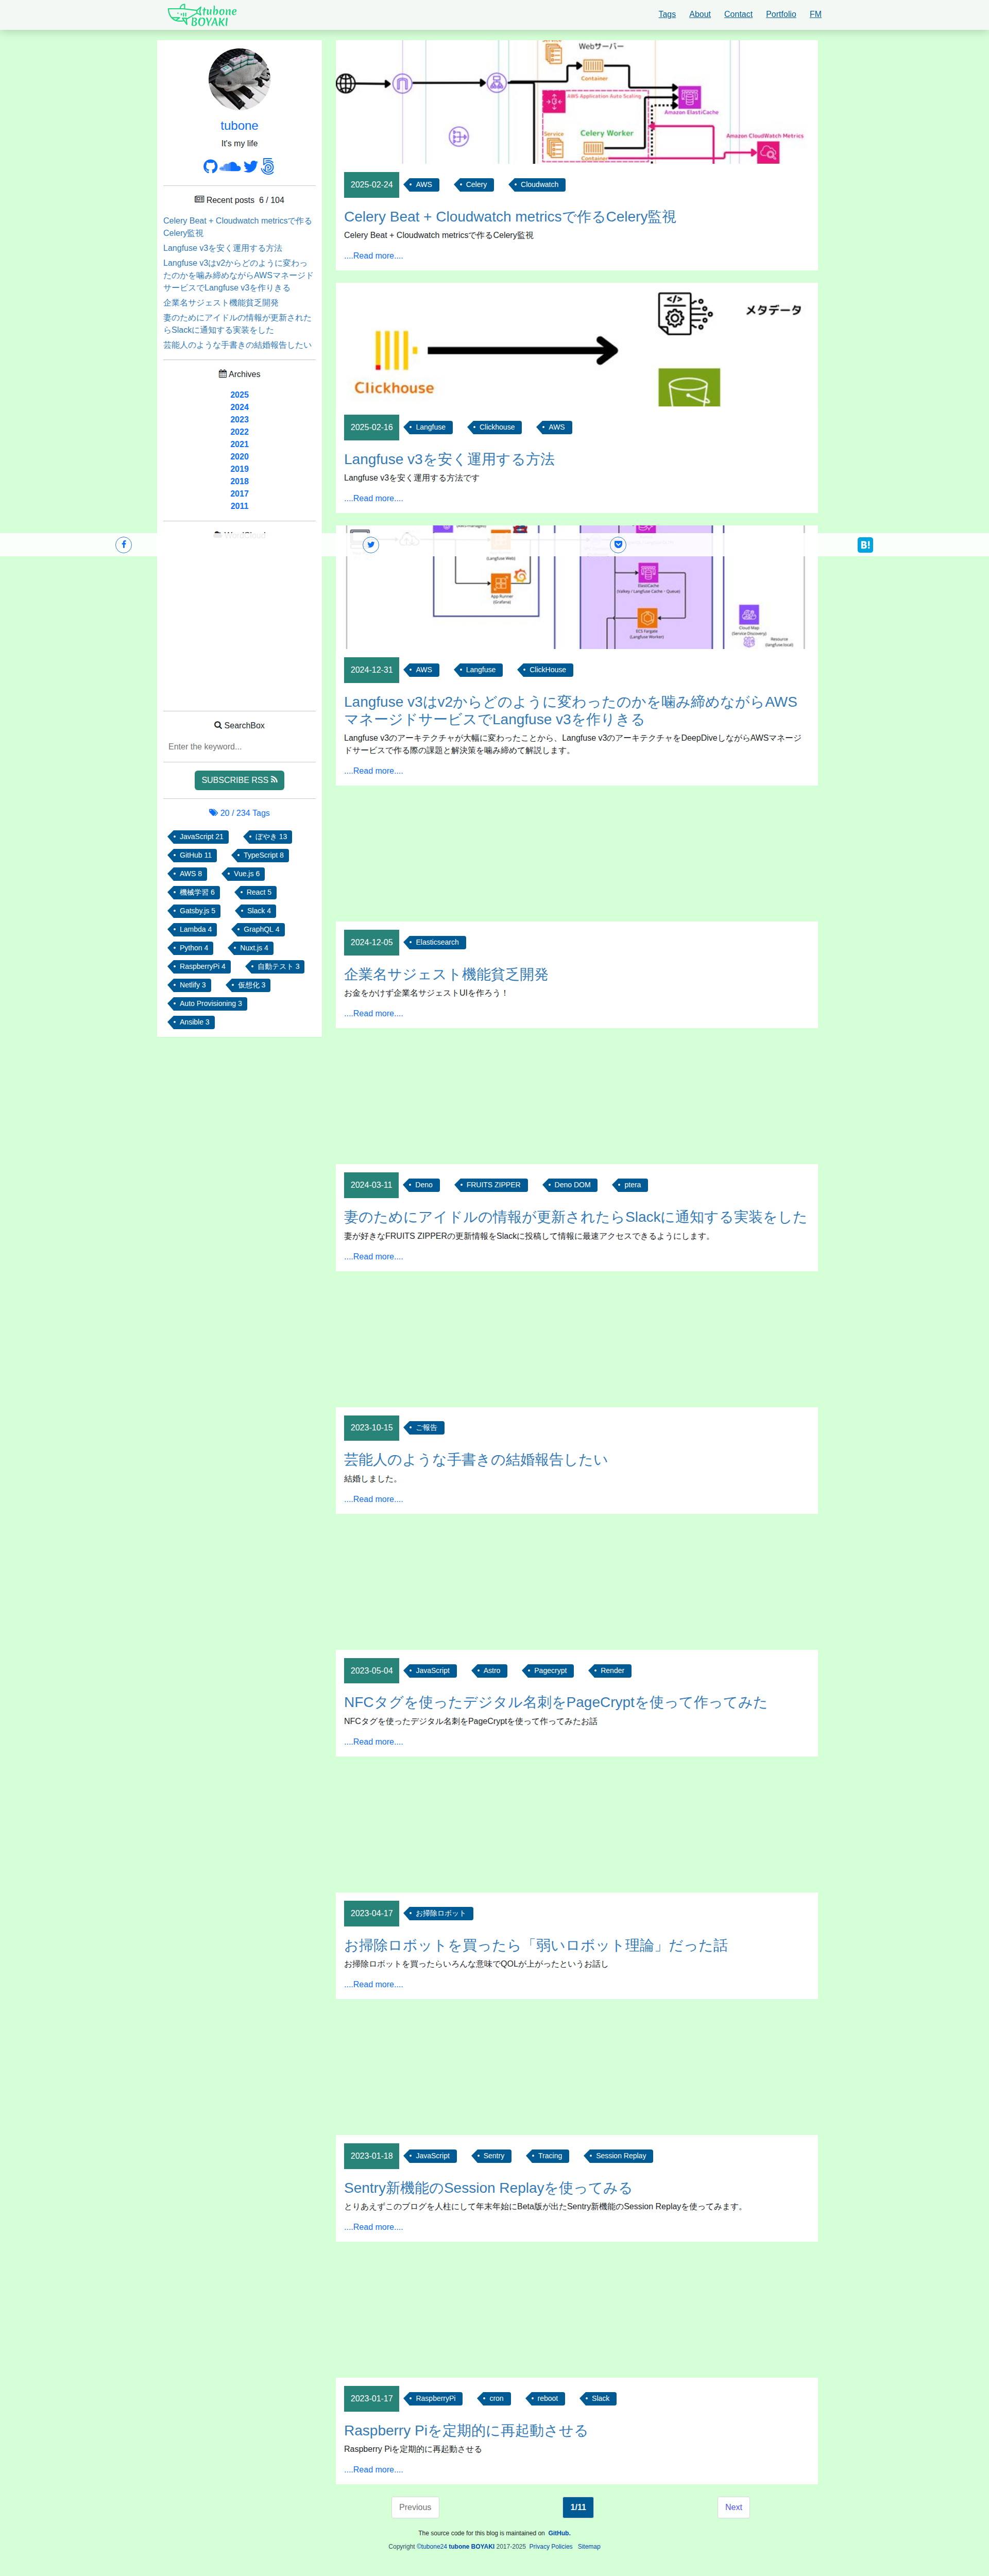 tubone
BOYAKI
Tags
About
Contact
Portfolio
FM
tubone
It's my life
Recent posts 6 / 104
Celery Beat + Cloudwatch metricsで作る
Celery監視
Langfuse v3を安く運用する方法
Langfuse v3はv2からどのように変わっ
たのかを噛み締めながらAWSマネージド
サービスでLangfuse v3を作りきる
企業名サジェスト機能貧乏開発
妻のためにアイドルの情報が更新された
らSlackに通知する実装をした
芸能人のような手書きの結婚報告したい
Archives
2025
2024
2023
2022
2021
2020
2019
2018
2017
2011
SearchBox
Enter the keyword...
SUBSCRIBE RSS
20 / 234 Tags
JavaScript 21
ぼやき 13
GitHub 11
TypeScript 8
AWS 8
Vue.js 6
機械学習 6
React 5
Gatsby.js 5
Slack 4
Lambda 4
GraphQL 4
Python 4
Nuxt.js 4
RaspberryPi 4
自動テスト 3
Netlify 3
仮想化 3
Auto Provisioning 3
Ansible 3
Webサーバー
Container
AWS Application Auto Scaling
Amazon ElastiCache
Service
Celery Worker
Amazon CloudWatch Metrics
Container
2025-02-24
AWS
Celery
Cloudwatch
Celery Beat + Cloudwatch metricsで作るCelery監視
Celery Beat + Cloudwatch metricsで作るCelery監視
....Read more....
メタデータ
Clickhouse
2025-02-16
Langfuse
Clickhouse
AWS
Langfuse v3を安く運用する方法
Langfuse v3を安く運用する方法です
....Read more....
B!
(Langfuse Web)
App Runner
(Grafana)
ElastiCache
(Valkey / Langfuse Cache - Queue)
ECS Fargate
(Langfuse Worker)
Cloud Map
(Service Discovery)
Resource
(langfuse.local)
2024-12-31
AWS
Langfuse
ClickHouse
Langfuse v3はv2からどのように変わったのかを噛み締めながらAWS
マネージドサービスでLangfuse v3を作りきる
Langfuse v3のアーキテクチャが大幅に変わったことから、Langfuse v3のアーキテクチャをDeepDiveしながらAWSマネージ
ドサービスで作る際の課題と解決策を噛み締めて解説します。
....Read more....
2024-12-05
Elasticsearch
企業名サジェスト機能貧乏開発
お金をかけず企業名サジェストUIを作ろう！
....Read more....
2024-03-11
Deno
FRUITS ZIPPER
Deno DOM
ptera
妻のためにアイドルの情報が更新されたらSlackに通知する実装をした
妻が好きなFRUITS ZIPPERの更新情報をSlackに投稿して情報に最速アクセスできるようにします。
....Read more....
2023-10-15
ご報告
芸能人のような手書きの結婚報告したい
結婚しました。
....Read more....
2023-05-04
JavaScript
Astro
Pagecrypt
Render
NFCタグを使ったデジタル名刺をPageCryptを使って作ってみた
NFCタグを使ったデジタル名刺をPageCryptを使って作ってみたお話
....Read more....
2023-04-17
お掃除ロボット
お掃除ロボットを買ったら「弱いロボット理論」だった話
お掃除ロボットを買ったらいろんな意味でQOLが上がったというお話し
....Read more....
2023-01-18
JavaScript
Sentry
Tracing
Session Replay
Sentry新機能のSession Replayを使ってみる
とりあえずこのブログを人柱にして年末年始にBeta版が出たSentry新機能のSession Replayを使ってみます。
....Read more....
2023-01-17
RaspberryPi
cron
reboot
Slack
Raspberry Piを定期的に再起動させる
Raspberry Piを定期的に再起動させる
....Read more....
Previous
1/11
Next
The source code for this blog is maintained on GitHub.
Copyright ©tubone24 tubone BOYAKI 2017-2025 Privacy Policies Sitemap